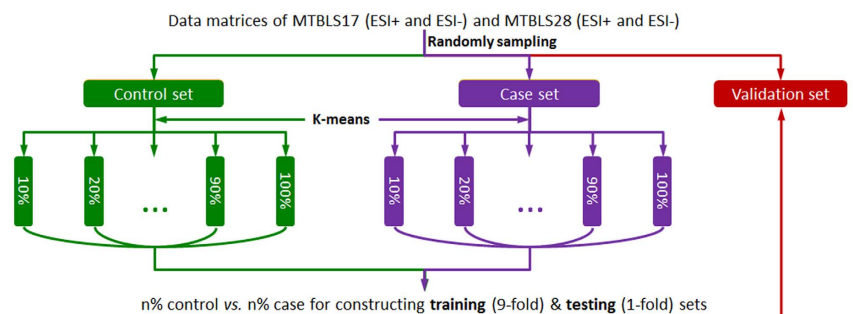 Data matrices of MTBLS17 (ESI+ and ESI-) and MTBLS28 (ESI+ and ESI-)
Randomly sampling
Control set
Case set
Validation set
K-means
10%
20%
...
90%
100%
10%
20%
...
90%
100%
n% control vs. n% case for constructing training (9-fold) & testing (1-fold) sets